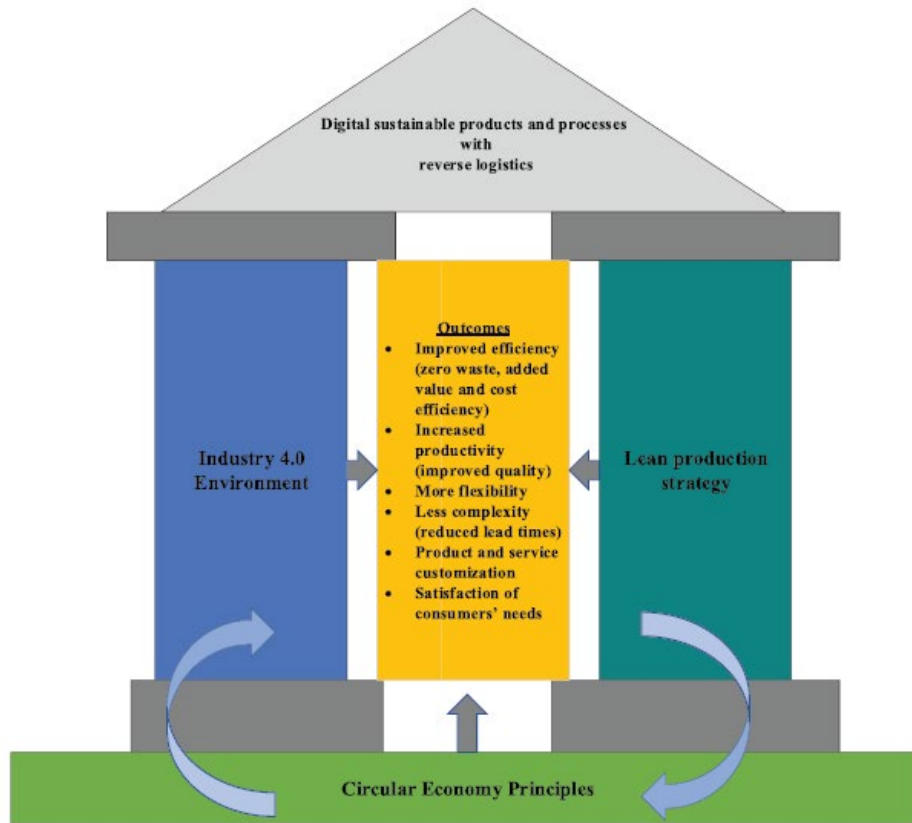 Digital sustainable products and processes
with
reverse logistics
Outcomes
• Improved efficiency
(zero waste, added
value and cost
efficiency)
• Increased
productivity
(improved quality)
• More flexibility
• Less complexity
(reduced lead times)
• Product and service
customization
• Satisfaction of
consumers’ needs
Industry 4.0
Environment
Lean production
strategy
Circular Economy Principles